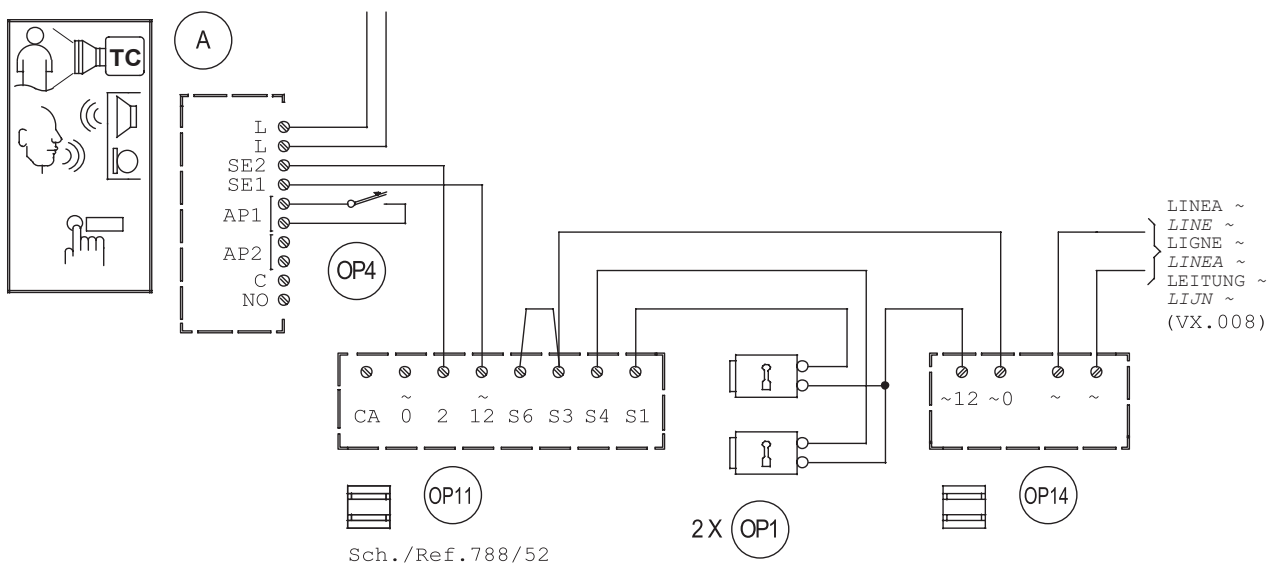 TC
A
L
L
SE2
SE1
AP1
AP2
C
NO
OP4
LINEA ~
LINE ~
LIGNE ~
LINEA ~
LEITUNG ~
LIJN ~
(VX.008)
CA ~0 2 ~12 S6 S3 S4 S1
~12 ~0 ~ ~
OP11
OP14
2 X OP1
Sch./Ref.788/52